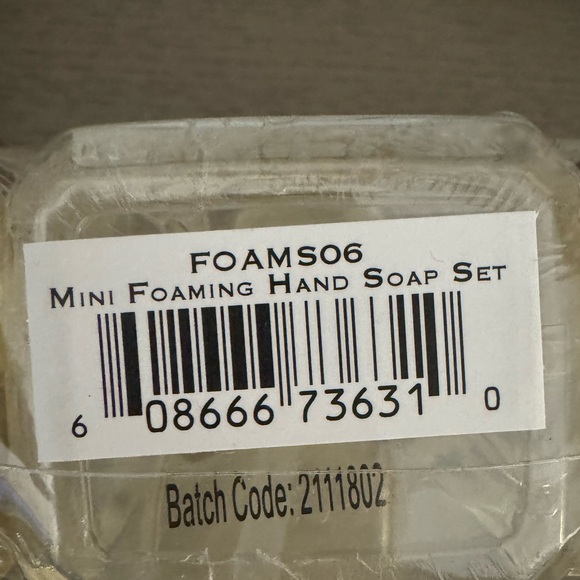 FOAMS06
MINI FOAMING HAND SOAP SET
6 08666 73631 0
Batch Code: 2111802